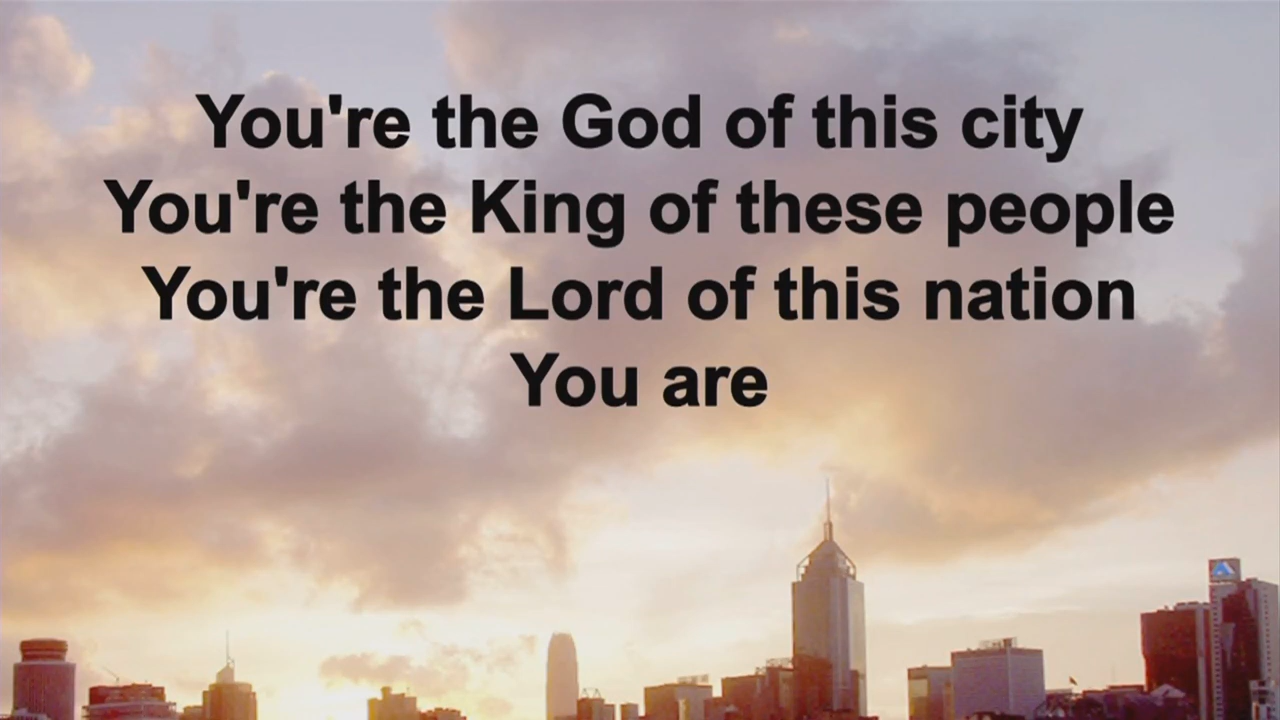 You're the God of this city
You're the King of these people
You're the Lord of this nation
You are